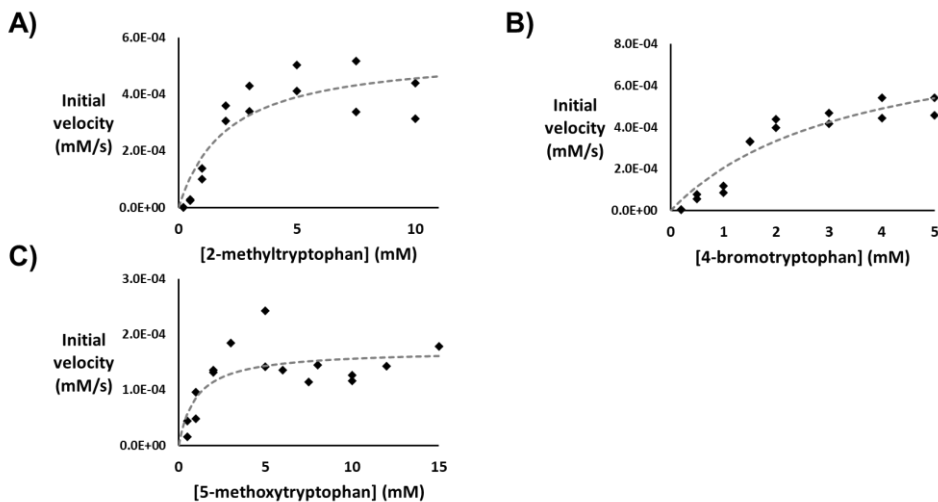 A)
6.0E-04
4.0E-04
2.0E-04
0.0E+00
Initial
velocity
(mM/s)
0 5 10
[2-methyltryptophan] (mM)
B)
8.0E-04
6.0E-04
4.0E-04
2.0E-04
0.0E+00
Initial
velocity
(mM/s)
0 1 2 3 4 5
[4-bromotryptophan] (mM)
C)
3.0E-04
2.0E-04
1.0E-04
0.0E+00
Initial
velocity
(mM/s)
0 5 10 15
[5-methoxytryptophan] (mM)